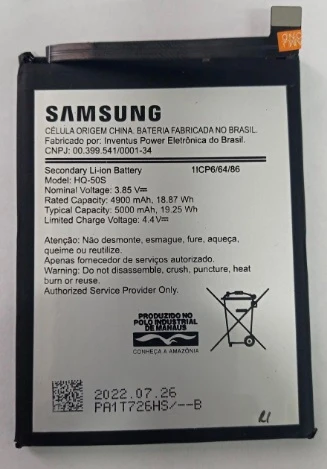 SAMSUNG
CÉLULA ORIGEM CHINA. BATERIA FABRICADA NO BRASIL.
Fabricado por: Inventus Power Eletrônica do Brasil.
CNPJ: 00.399.541/0001-34
Secondary Li-ion Battery 1ICP6/64/86
Model: HQ-50S
Nominal Voltage: 3.85 V⎓
Rated Capacity: 4900 mAh, 18.87 Wh
Typical Capacity: 5000 mAh, 19.25 Wh
Limited Charge Voltage: 4.4V⎓
Atenção: Não desmonte, esmague, fure, aqueça,
queime ou reutilize.
Apenas fornecedor de serviços autorizado.
Warning: Do not disassemble, crush, puncture, heat
burn or reuse.
Authorized Service Provider Only.
PRODUZIDO NO
POLO INDUSTRIAL
DE MANAUS
CONHEÇA A AMAZÔNIA
2022.07.26
PA1T726HS/--B